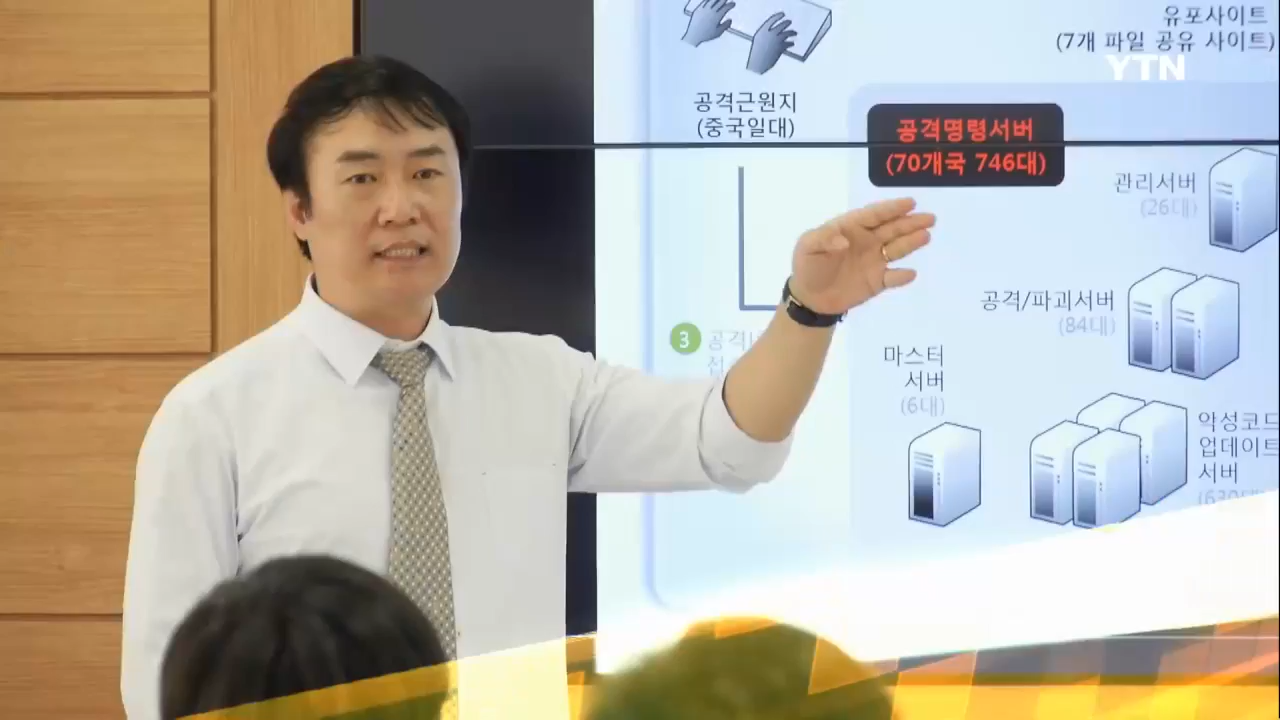 유포사이트
(7개 파일 공유 사이트)
YTN
공격근원지
(중국일대)
공격명령서버
(70개국 746대)
관리서버
(26대)
공격/파괴서버
(84대)
3
마스터
서버
(6대)
악성코드
업데이트
서버